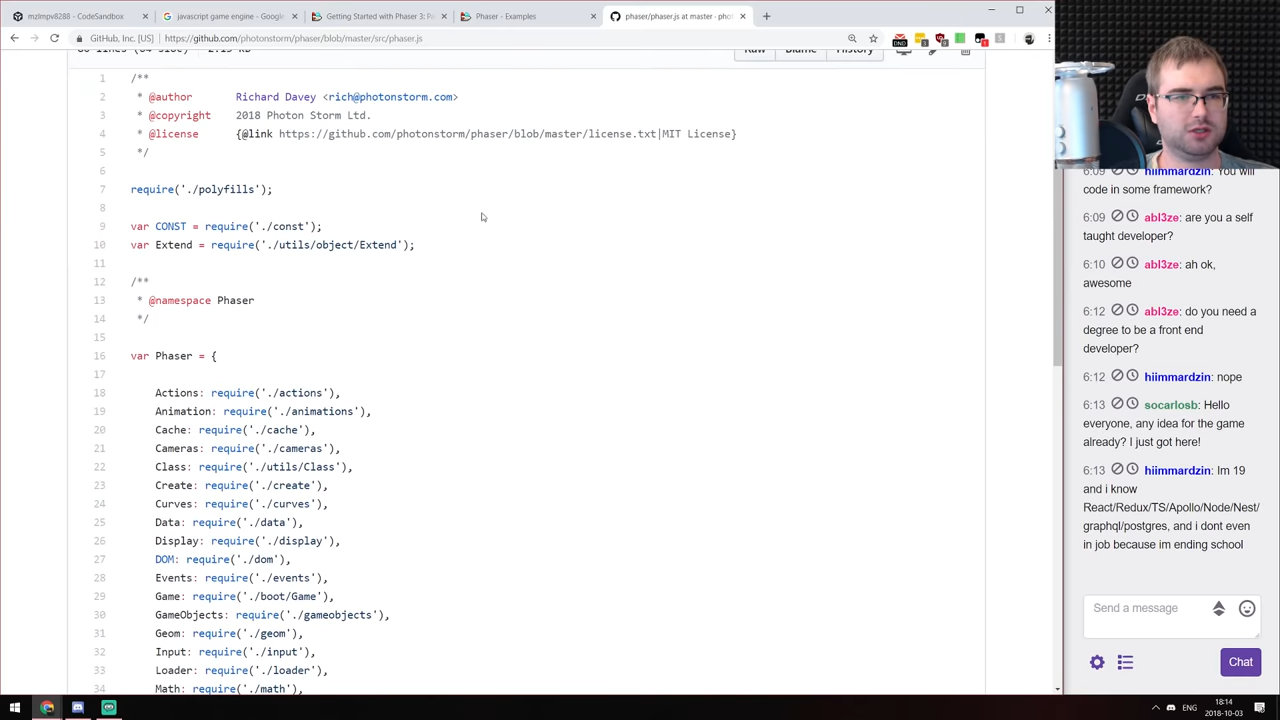 mzlmpv8288 - CodeSandbox
javascript game engine - Google
Getting Started with Phaser 3: Pa
Phaser - Examples
phaser/phaser.js at master · phot
GitHub, Inc. [US] | https://github.com/photonstorm/phaser/blob/master/src/phaser.js
Raw Blame History
1 /**
2 * @author Richard Davey <rich@photonstorm.com>
3 * @copyright 2018 Photon Storm Ltd.
4 * @license {@link https://github.com/photonstorm/phaser/blob/master/license.txt|MIT License}
5 */
6
7 require('./polyfills');
8
9 var CONST = require('./const');
10 var Extend = require('./utils/object/Extend');
11
12 /**
13 * @namespace Phaser
14 */
15
16 var Phaser = {
17
18 Actions: require('./actions'),
19 Animation: require('./animations'),
20 Cache: require('./cache'),
21 Cameras: require('./cameras'),
22 Class: require('./utils/Class'),
23 Create: require('./create'),
24 Curves: require('./curves'),
25 Data: require('./data'),
26 Display: require('./display'),
27 DOM: require('./dom'),
28 Events: require('./events'),
29 Game: require('./boot/Game'),
30 GameObjects: require('./gameobjects'),
31 Geom: require('./geom'),
32 Input: require('./input'),
33 Loader: require('./loader'),
34 Math: require('./math'),
6:09 hiimmardzin: You will
code in some framework?
6:09 abl3ze: are you a self
taught developer?
6:10 abl3ze: ah ok,
awesome
6:12 abl3ze: do you need a
degree to be a front end
developer?
6:12 hiimmardzin: nope
6:13 socarlosb: Hello
everyone, any idea for the game
already? I just got here!
6:13 hiimmardzin: Im 19
and i know
React/Redux/TS/Apollo/Node/Nest/
graphql/postgres, and i dont even
in job because im ending school
Send a message
Chat
ENG
18:14
2018-10-03